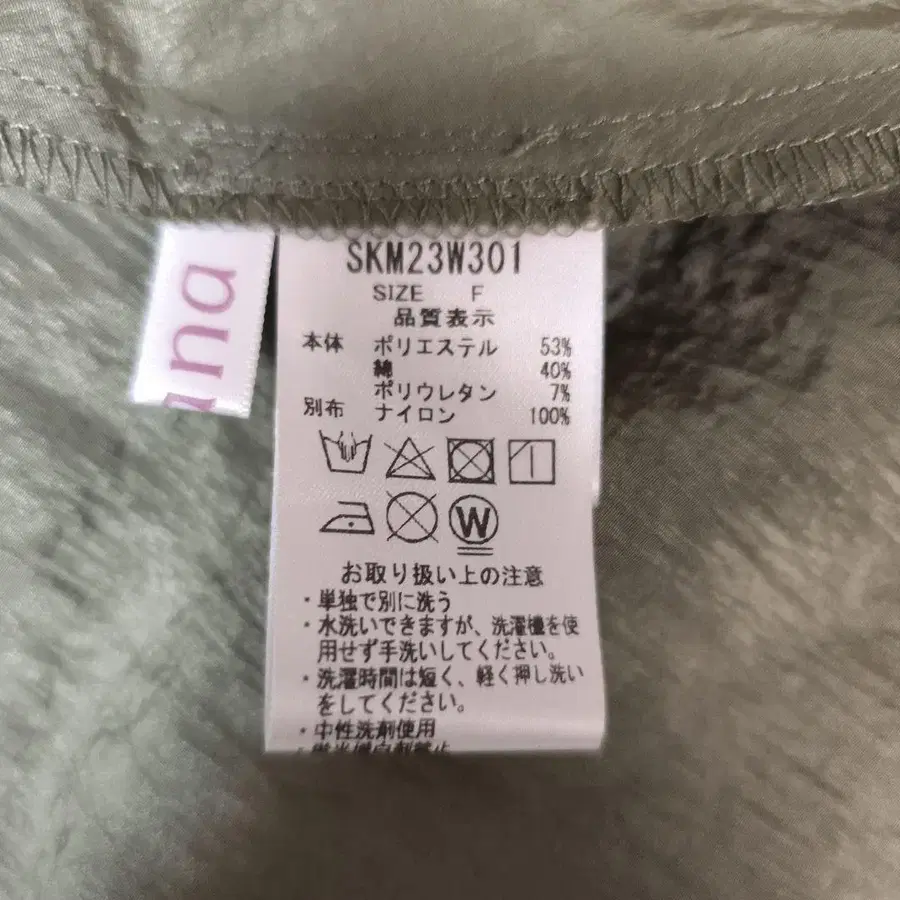 ana
SKM23W301
SIZE F
品質表示
本体 ポリエステル 53%
綿 40%
ポリウレタン 7%
別布 ナイロン 100%
W
お取り扱い上の注意
・単独で別に洗う
・水洗いできますが、洗濯機を使
用せず手洗いしてください。
・洗濯時間は短く、軽く押し洗い
をしてください。
・中性洗剤使用